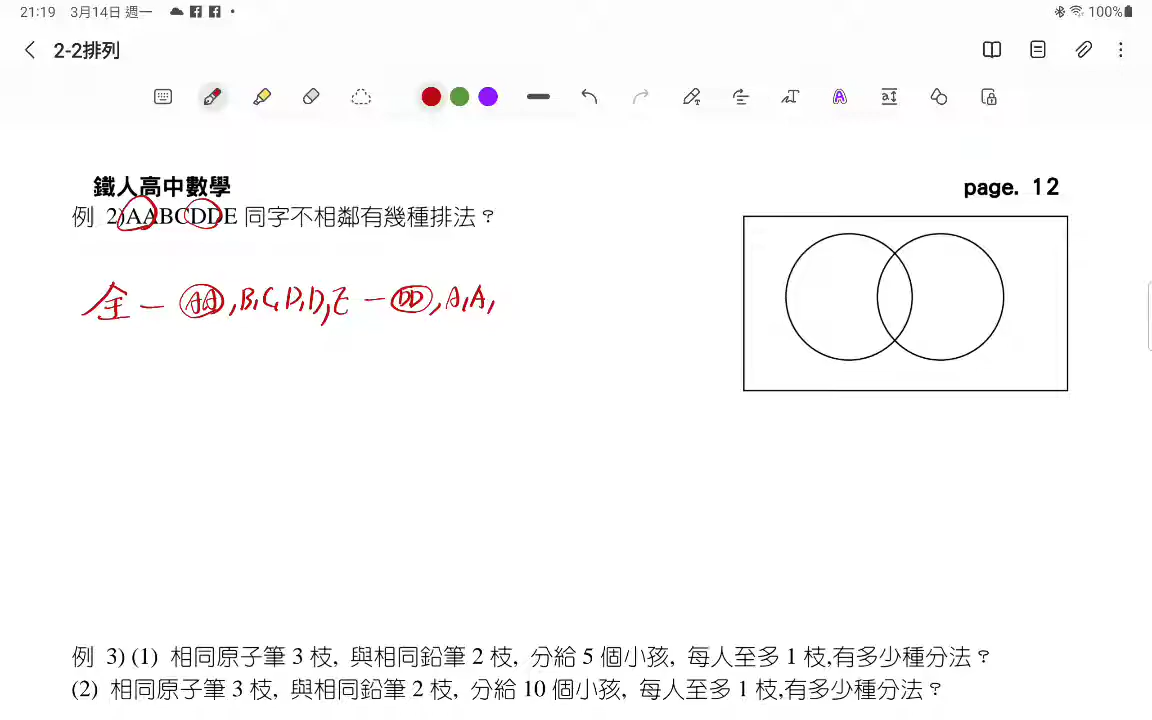 21:19 3月14日 週一 100%
2-2排列
鐵人高中數學 page. 12
例 2)AABCDDE 同字不相鄰有幾種排法？
全 – AA,B,C,D,D,E – DD,A,A,
例 3) (1) 相同原子筆 3 枝, 與相同鉛筆 2 枝, 分給 5 個小孩, 每人至多 1 枝,有多少種分法？
(2) 相同原子筆 3 枝, 與相同鉛筆 2 枝, 分給 10 個小孩, 每人至多 1 枝,有多少種分法？